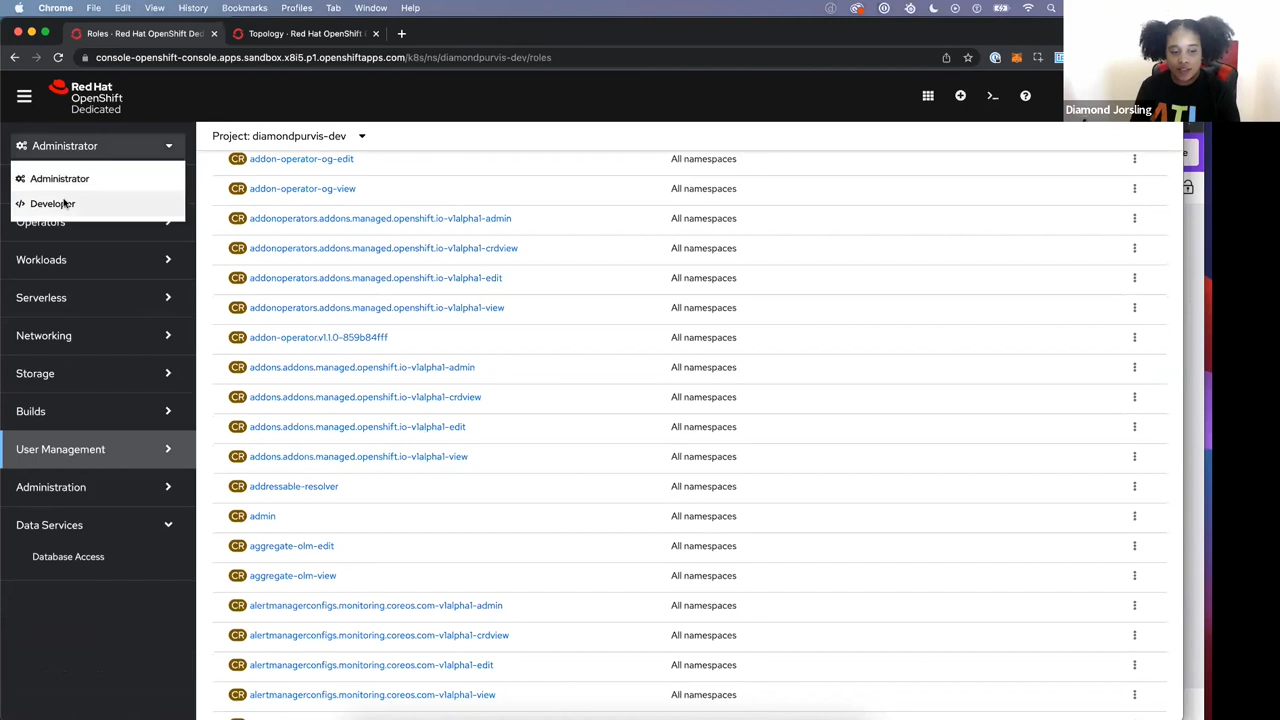 Chrome File Edit View History Bookmarks Profiles Tab Window Help
Roles · Red Hat OpenShift Ded
Topology · Red Hat OpenShift
console-openshift-console.apps.sandbox.x8i5.p1.openshiftapps.com/k8s/ns/diamondpurvis-dev/roles
Diamond Jorsling
ATL
Red Hat
OpenShift
Dedicated
Administrator
Administrator
Developer
Operators
Workloads
Serverless
Networking
Storage
Builds
User Management
Administration
Data Services
Database Access
Project: diamondpurvis-dev
CR addon-operator-og-edit All namespaces
CR addon-operator-og-view All namespaces
CR addonoperators.addons.managed.openshift.io-v1alpha1-admin All namespaces
CR addonoperators.addons.managed.openshift.io-v1alpha1-crdview All namespaces
CR addonoperators.addons.managed.openshift.io-v1alpha1-edit All namespaces
CR addonoperators.addons.managed.openshift.io-v1alpha1-view All namespaces
CR addon-operator.v1.1.0-859b84fff All namespaces
CR addons.addons.managed.openshift.io-v1alpha1-admin All namespaces
CR addons.addons.managed.openshift.io-v1alpha1-crdview All namespaces
CR addons.addons.managed.openshift.io-v1alpha1-edit All namespaces
CR addons.addons.managed.openshift.io-v1alpha1-view All namespaces
CR addressable-resolver All namespaces
CR admin All namespaces
CR aggregate-olm-edit All namespaces
CR aggregate-olm-view All namespaces
CR alertmanagerconfigs.monitoring.coreos.com-v1alpha1-admin All namespaces
CR alertmanagerconfigs.monitoring.coreos.com-v1alpha1-crdview All namespaces
CR alertmanagerconfigs.monitoring.coreos.com-v1alpha1-edit All namespaces
CR alertmanagerconfigs.monitoring.coreos.com-v1alpha1-view All namespaces